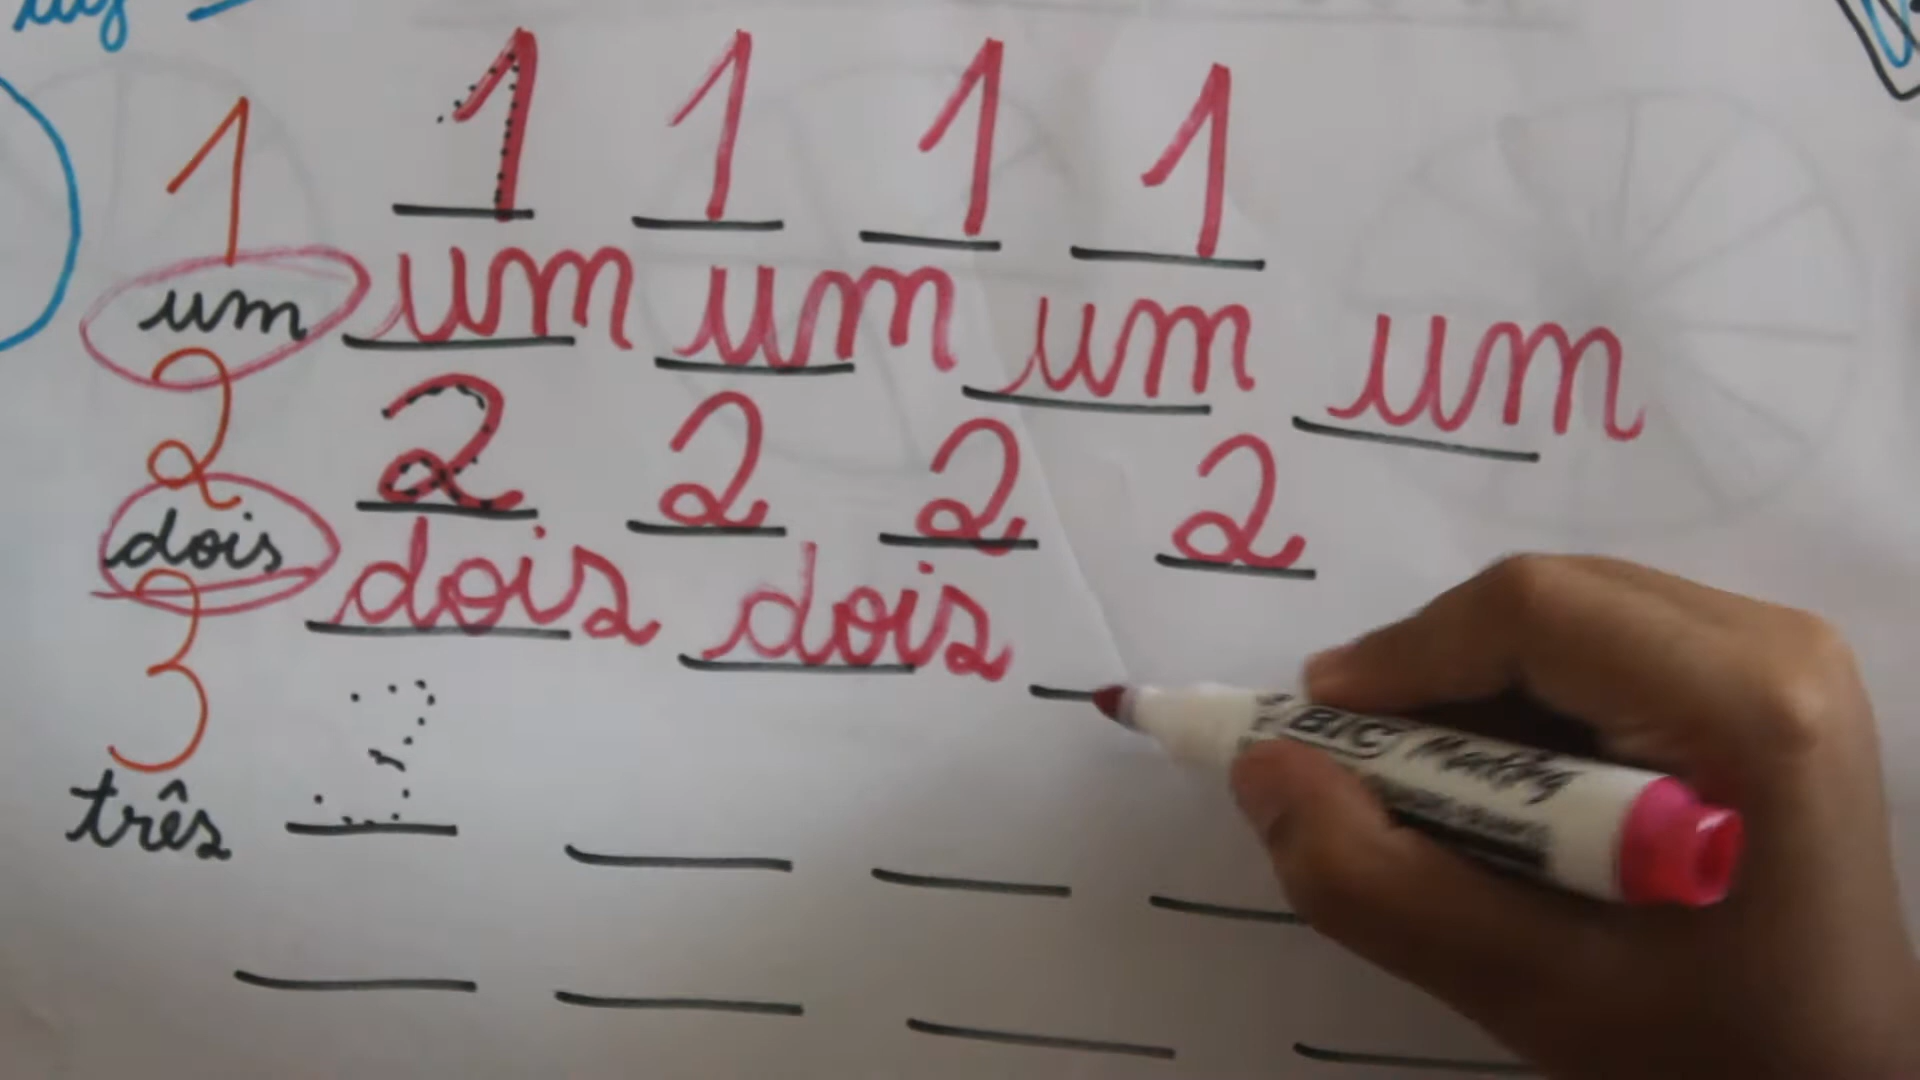 1 1 1 1 1
um um um um um
2 2 2 2 2
dois dois dois
3 3
três
BIC Marking